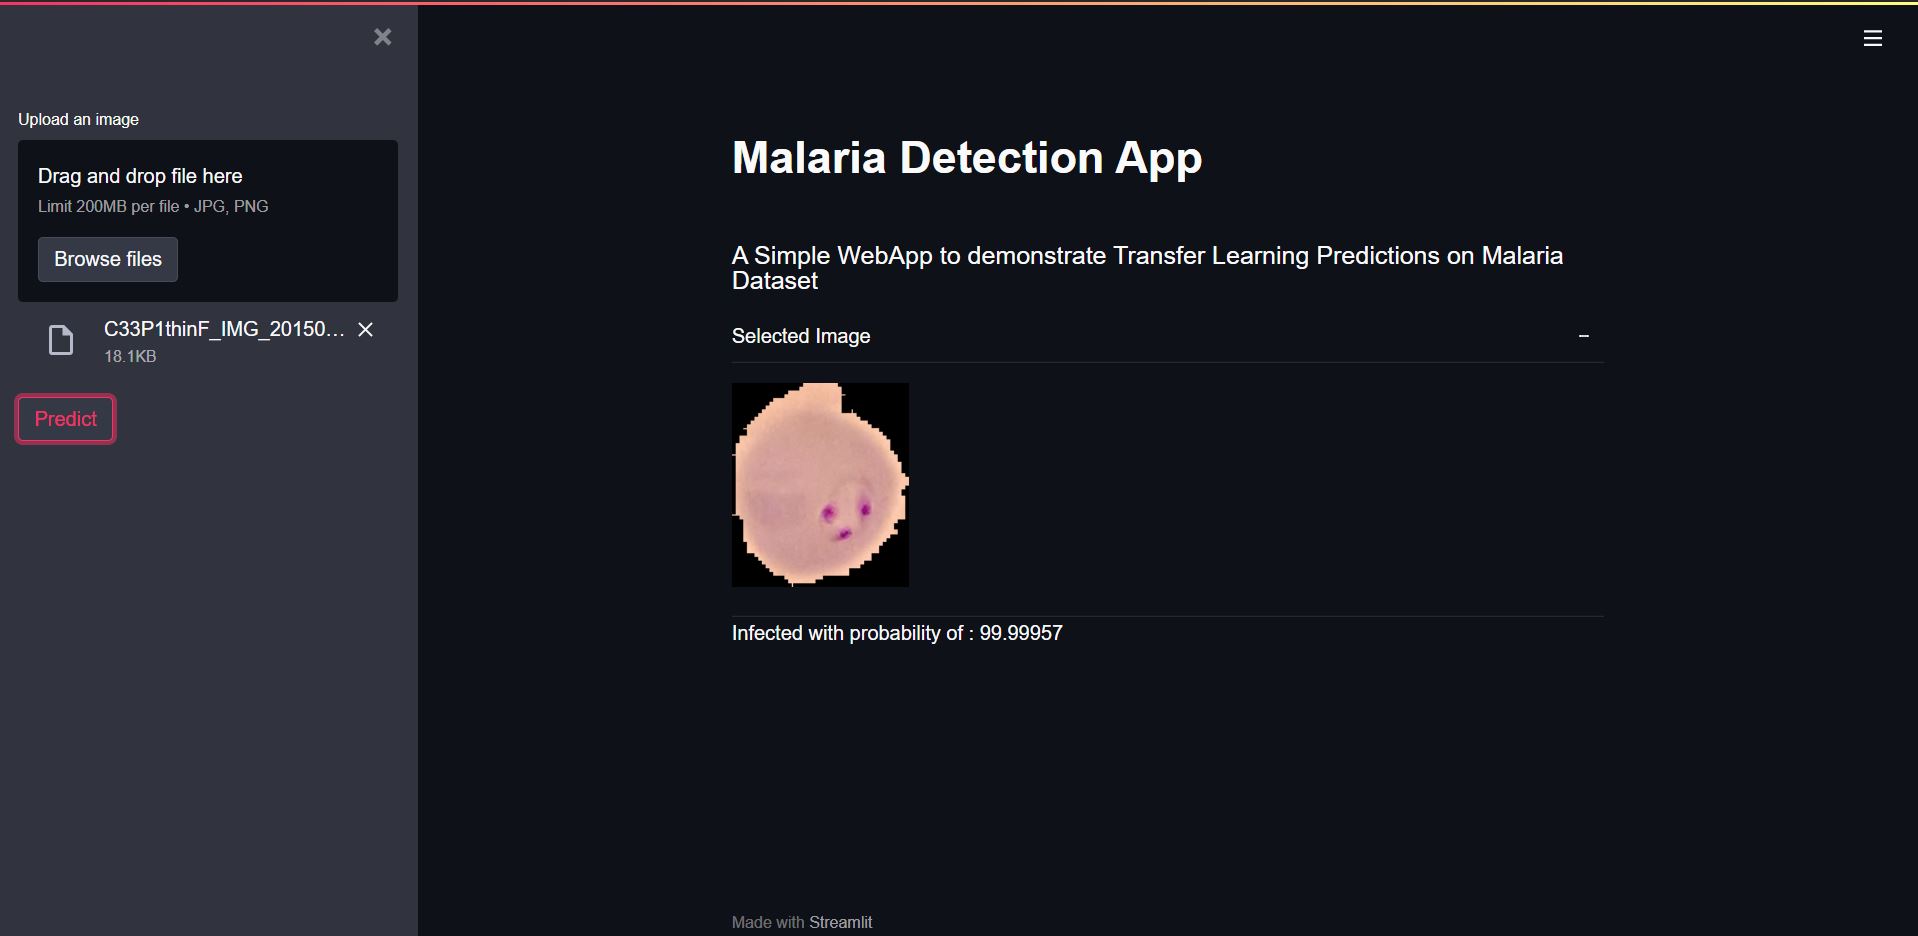 Upload an image
Drag and drop file here
Limit 200MB per file • JPG, PNG
Browse files
C33P1thinF_IMG_20150...
18.1KB
Predict
Malaria Detection App
A Simple WebApp to demonstrate Transfer Learning Predictions on Malaria
Dataset
Selected Image
Infected with probability of : 99.99957
Made with Streamlit